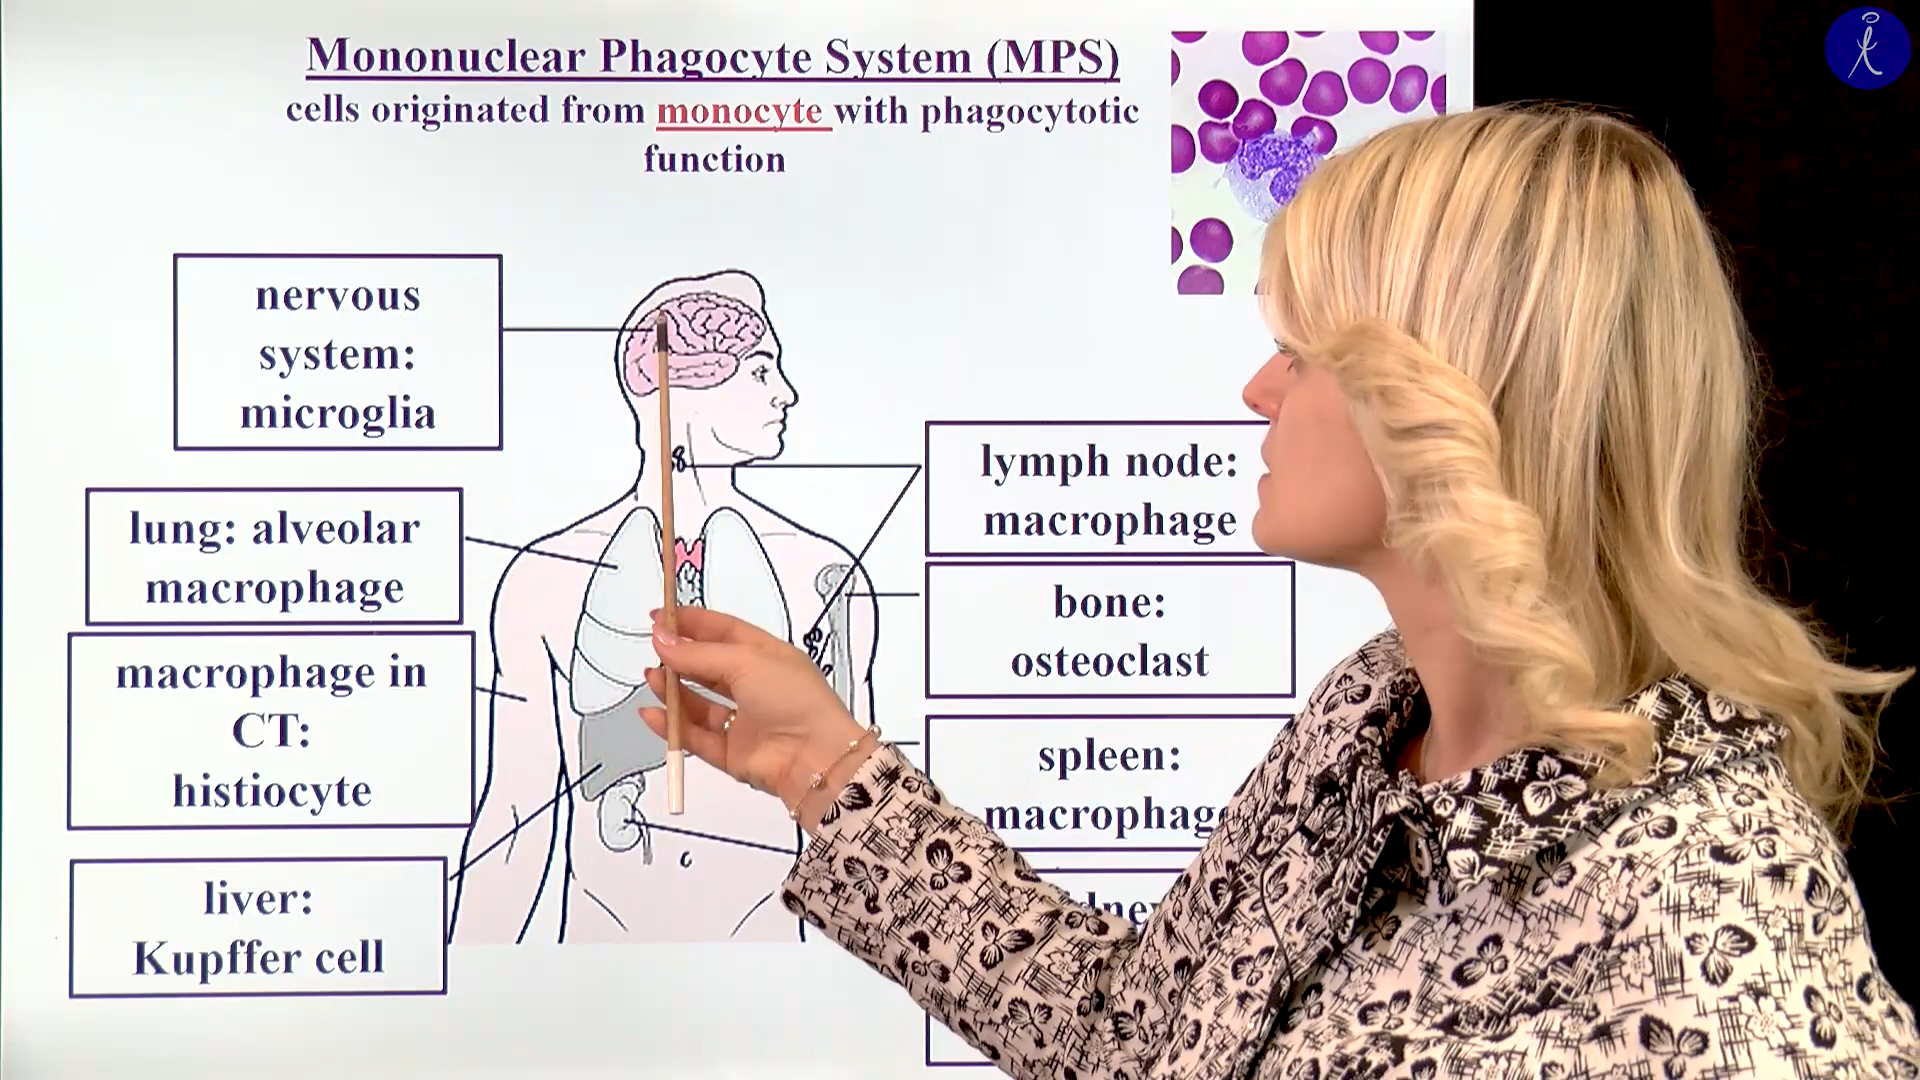 Mononuclear Phagocyte System (MPS)
cells originated from monocyte with phagocytotic
function
nervous
system:
microglia
lung: alveolar
macrophage
macrophage in
CT:
histiocyte
liver:
Kupffer cell
lymph node:
macrophage
bone:
osteoclast
spleen:
macrophag